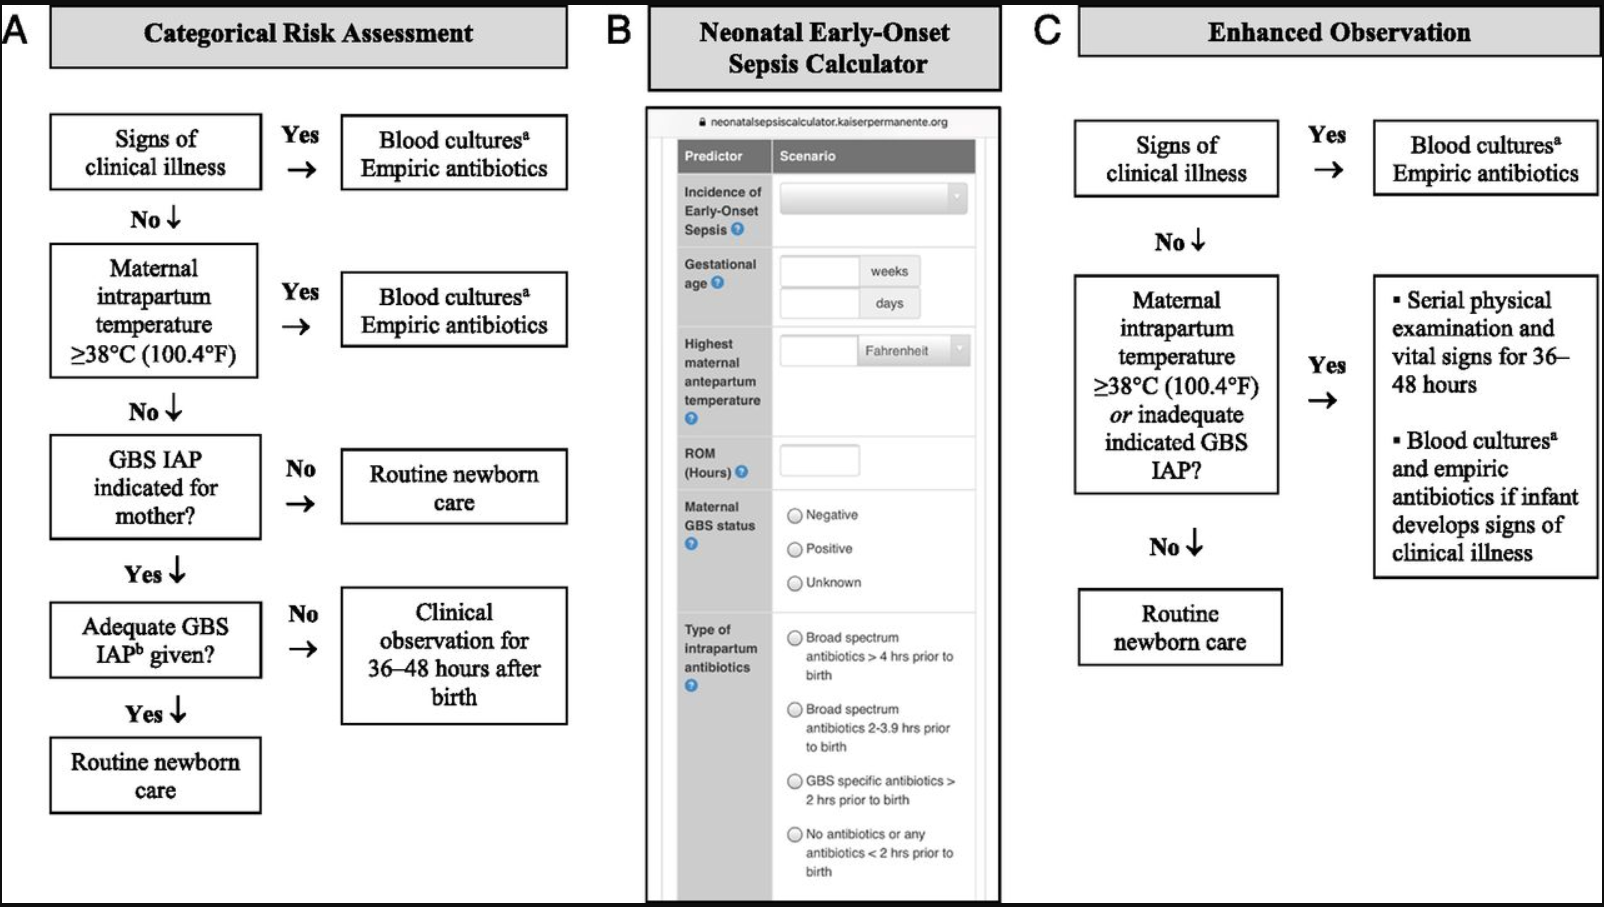 A
Categorical Risk Assessment
Signs of
clinical illness
Yes
→
Blood culturesᵃ
Empiric antibiotics
No ↓
Maternal
intrapartum
temperature
≥38°C (100.4°F)
Yes
→
Blood culturesᵃ
Empiric antibiotics
No ↓
GBS IAP
indicated for
mother?
No
→
Routine newborn
care
Yes ↓
Adequate GBS
IAPᵇ given?
No
→
Clinical
observation for
36–48 hours after
birth
Yes ↓
Routine newborn
care
B
Neonatal Early-Onset
Sepsis Calculator
neonatalsepsiscalculator.kaiserpermanente.org
Predictor
Scenario
Incidence of
Early-Onset
Sepsis ?
Gestational
age ?
weeks
days
Highest
maternal
antepartum
temperature
?
Fahrenheit
ROM
(Hours) ?
Maternal
GBS status
?
Negative
Positive
Unknown
Type of
intrapartum
antibiotics
?
Broad spectrum
antibiotics > 4 hrs prior to
birth
Broad spectrum
antibiotics 2-3.9 hrs prior
to birth
GBS specific antibiotics >
2 hrs prior to birth
No antibiotics or any
antibiotics < 2 hrs prior to
birth
C
Enhanced Observation
Signs of
clinical illness
Yes
→
Blood culturesᵃ
Empiric antibiotics
No ↓
Maternal
intrapartum
temperature
≥38°C (100.4°F)
or inadequate
indicated GBS
IAP?
Yes
→
▪ Serial physical
examination and
vital signs for 36–
48 hours
▪ Blood culturesᵃ
and empiric
antibiotics if infant
develops signs of
clinical illness
No ↓
Routine
newborn care